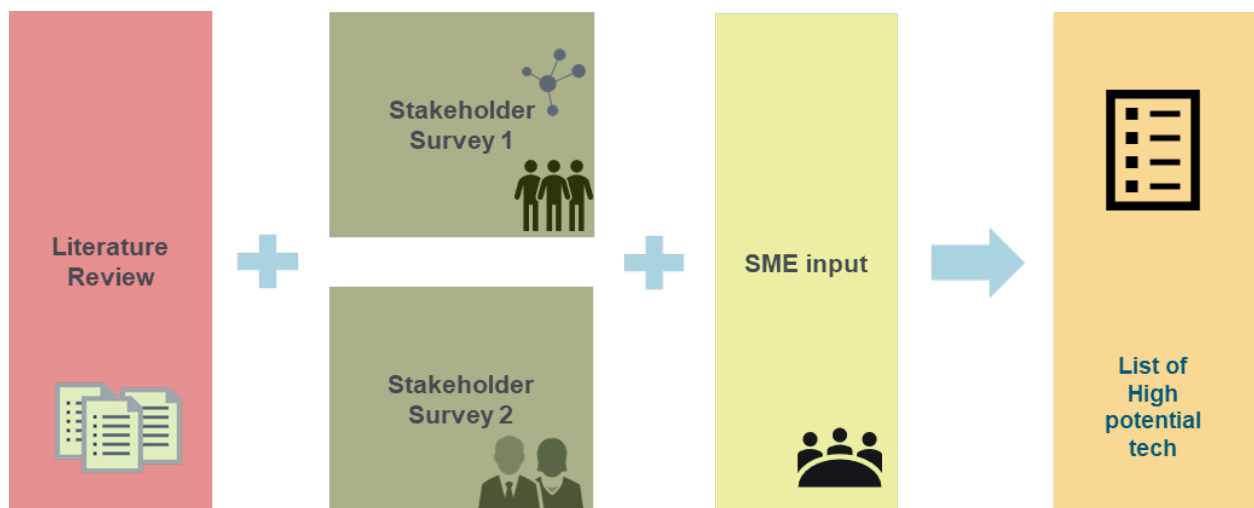 Literature
Review
Stakeholder
Survey 1
Stakeholder
Survey 2
SME input
List of
High
potential
tech